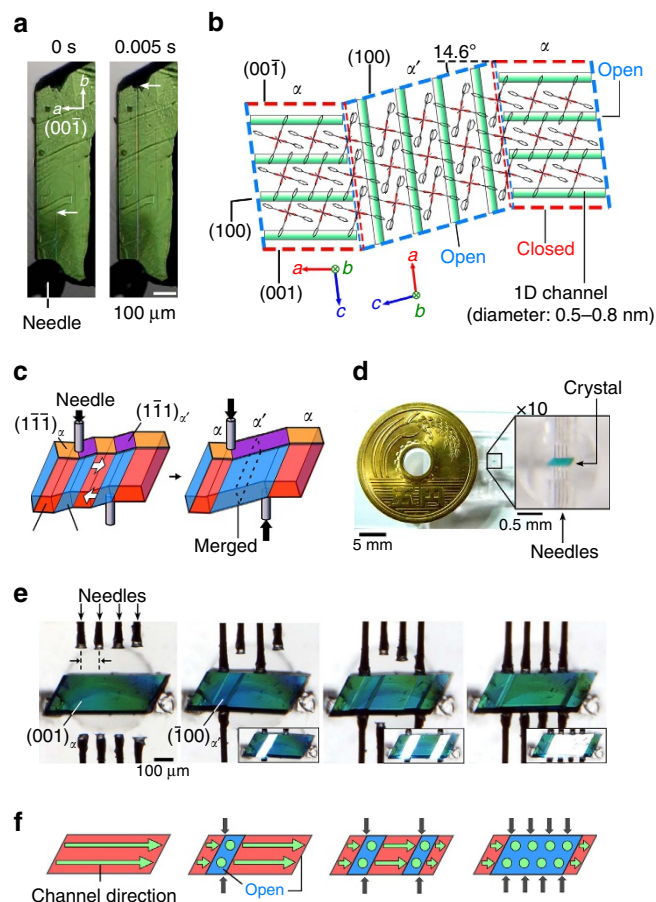 a
0 s
0.005 s
b
a
(001̄)
Needle
100 μm
b
(001̄)
(100)
α
α′
14.6°
α
Open
(100)
(001)
Open
Closed
a
b
c
a
c
b
1D channel
(diameter: 0.5–0.8 nm)
c
Needle
(11̄1̄)α
(11̄1)α′
α
α′
α
Merged
d
Crystal
×10
五円
5 mm
0.5 mm
Needles
e
Needles
(001)α
(1̄00)α′
100 μm
f
Channel direction
Open